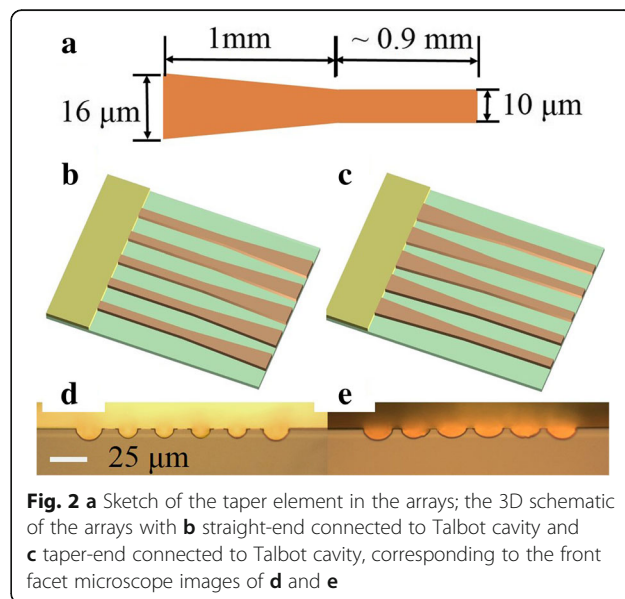 a
1mm
~ 0.9 mm
16 μm
10 μm
b
c
d
e
25 μm
Fig. 2 a Sketch of the taper element in the arrays; the 3D schematic
of the arrays with b straight-end connected to Talbot cavity and
c taper-end connected to Talbot cavity, corresponding to the front
facet microscope images of d and e